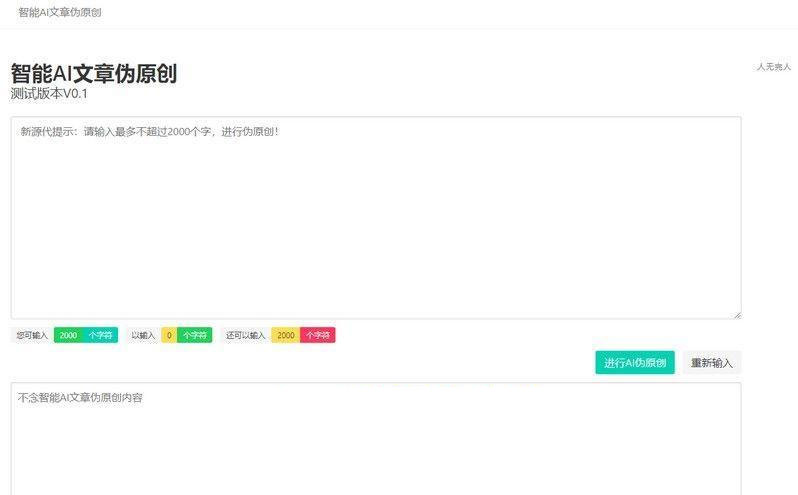 智能AI文章伪原创
智能AI文章伪原创
人无完人
测试版本V0.1
新源代提示：请输入最多不超过2000个字，进行伪原创！
您可输入 2000 个字符 以输入 0 个字符 还可以输入 2000 个字符
进行AI伪原创 重新输入
不念智能AI文章伪原创内容